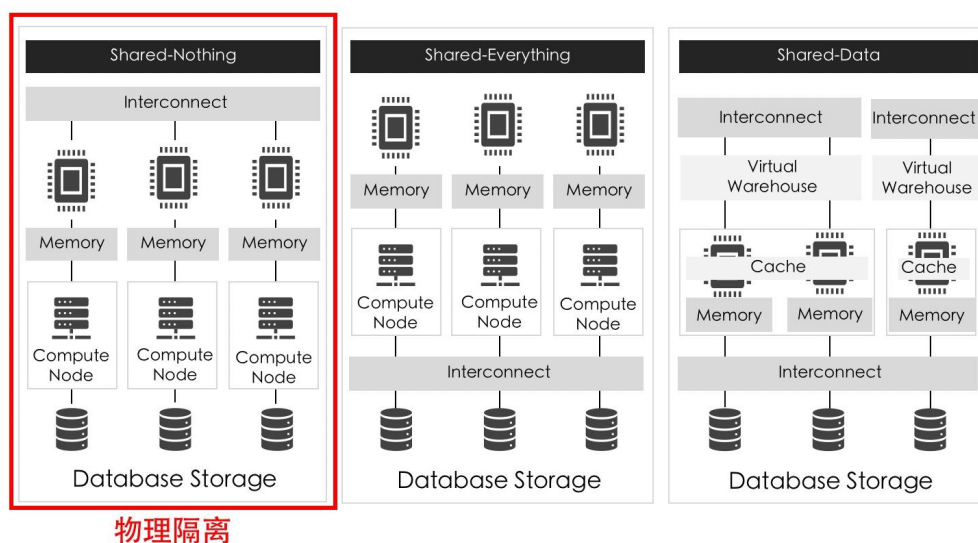 Shared-Nothing
Interconnect
Memory
Memory
Memory
Compute
Node
Compute
Node
Compute
Node
Database Storage
物理隔离
Shared-Everything
Memory
Memory
Memory
Compute
Node
Compute
Node
Compute
Node
Interconnect
Database Storage
Shared-Data
Interconnect
Interconnect
Virtual
Warehouse
Virtual
Warehouse
Cache
Cache
Memory
Memory
Memory
Interconnect
Database Storage